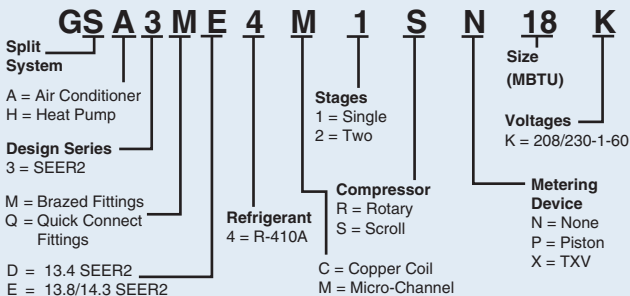 GSA3ME4M1SN18K
Split
System
A = Air Conditioner
H = Heat Pump
Design Series
3 = SEER2
M = Brazed Fittings
Q = Quick Connect
Fittings
D = 13.4 SEER2
E = 13.8/14.3 SEER2
Refrigerant
4 = R-410A
C = Copper Coil
M = Micro-Channel
Stages
1 = Single
2 = Two
Compressor
R = Rotary
S = Scroll
Metering
Device
N = None
P = Piston
X = TXV
Size
(MBTU)
Voltages
K = 208/230-1-60